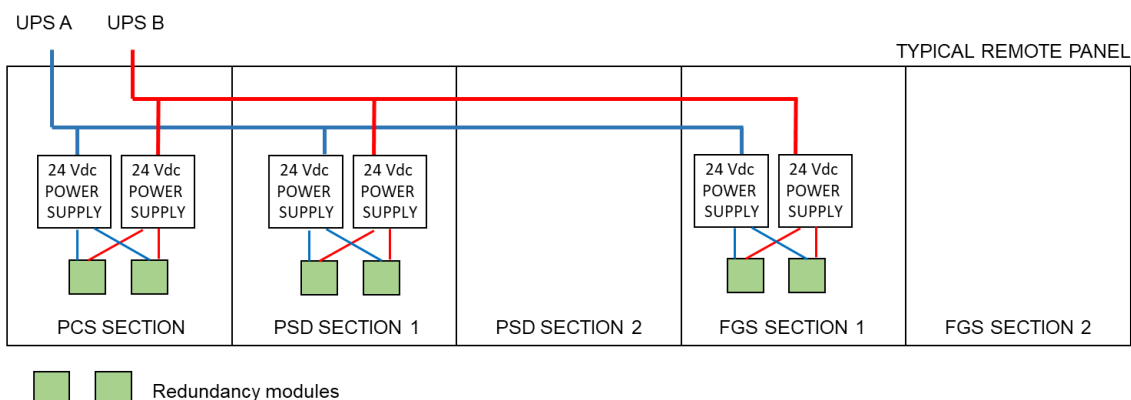 UPS A
UPS B
TYPICAL REMOTE PANEL
24 Vdc
POWER
SUPPLY
24 Vdc
POWER
SUPPLY
24 Vdc
POWER
SUPPLY
24 Vdc
POWER
SUPPLY
24 Vdc
POWER
SUPPLY
24 Vdc
POWER
SUPPLY
PCS SECTION
PSD SECTION 1
PSD SECTION 2
FGS SECTION 1
FGS SECTION 2
Redundancy modules